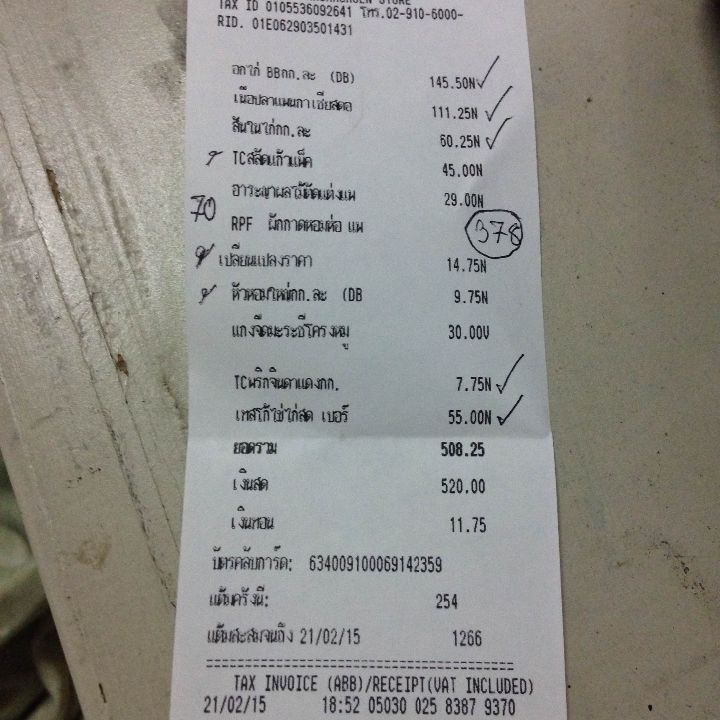 TAX ID 0105536092641 โทร.02-910-6000-
RID. 01E062903501431
อกไก่ BBกก.ละ (DB) 145.50N
เนื้อปลาแพนกาเซียสดอ 111.25N
สันในไก่กก.ละ 60.25N
TCสลัดแก้วแพ็ค 45.00N
อาระญาผลไม้ตัดแต่งแพ 29.00N
70
RPF ผักกาดหอมห่อ แพ
378
เปลี่ยนแปลงราคา 14.75N
หัวหอมใหญ่กก.ละ (DB 9.75N
แกงจืดมะระซี่โครงหมู 30.00V
TCพริกจินดาแดงกก. 7.75N
เทสโก้ไข่ไก่สด เบอร์ 55.00N
ยอดรวม 508.25
เงินสด 520.00
เงินทอน 11.75
บัตรคลับการ์ด: 634009100069142359
แต้มครั้งนี้: 254
แต้มสะสมจนถึง 21/02/15 1266
TAX INVOICE (ABB)/RECEIPT(VAT INCLUDED)
21/02/15 18:52 05030 025 8387 9370